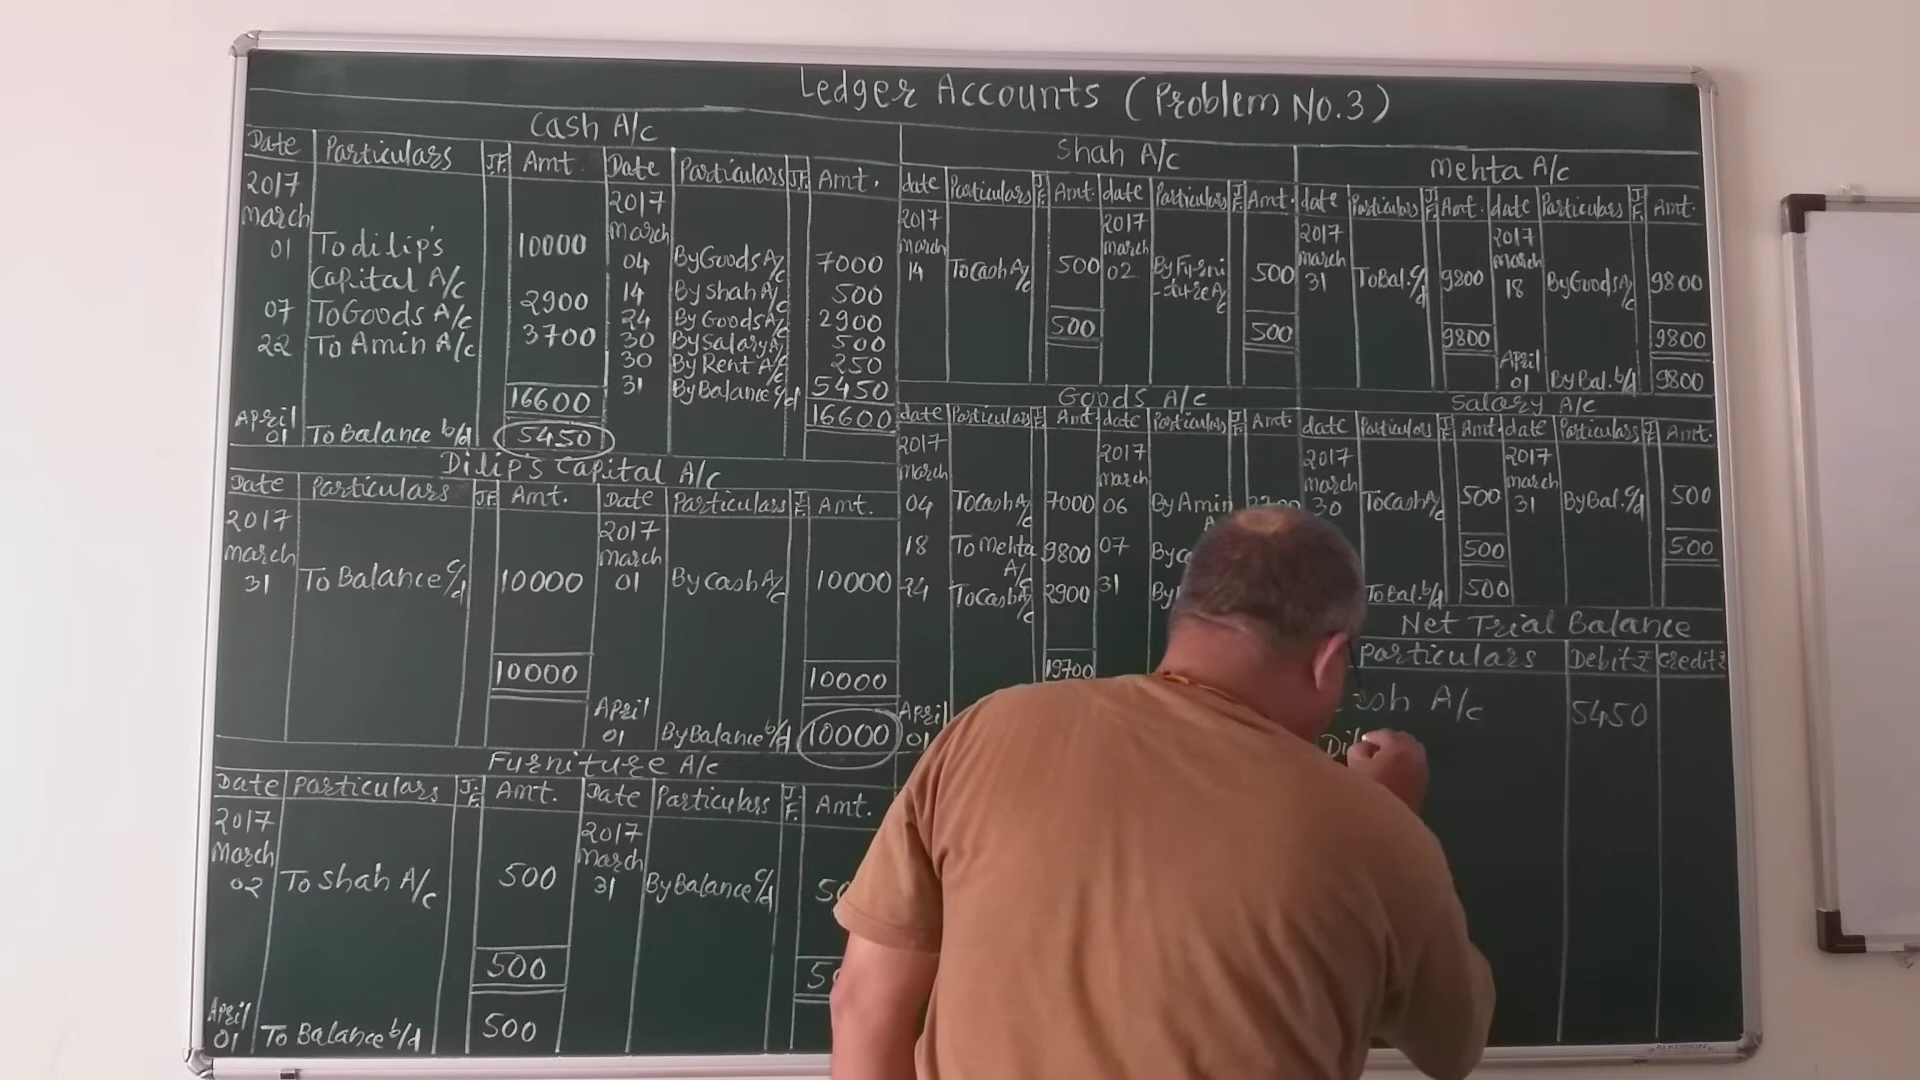 Ledger Accounts (Problem No.3)
Cash A/c
Date Particulars J.F. Amt Date Particulars J.F. Amt.
2017 2017
March March
01 To dilip's 10000 04 By Goods A/c 7000
Capital A/c 14 By Shah A/c 500
07 To Goods A/c 2900 24 By Goods A/c 2900
22 To Amin A/c 3700 30 By Salary A/c 500
30 By Rent A/c 250
31 By Balance c/d 5450
16600 16600
April
01 To Balance b/d 5450
Dilip's Capital A/c
Date Particulars J.F. Amt. Date Particulars J.F. Amt.
2017 2017
March March
31 To Balance c/d 10000 01 By Cash A/c 10000
10000 10000
April
01 By Balance b/d 10000
Furniture A/c
Date Particulars J.F. Amt. Date Particulars J.F. Amt.
2017 2017
March March
02 To Shah A/c 500 31 By Balance c/d
500
April
01 To Balance b/d 500
Shah A/c
date Particulars J.F. Amt. date Particulars J.F. Amt.
2017 2017
March March
14 To Cash A/c 500 02 By Furni 500
-ture A/c
500 500
Goods A/c
date Particulars J.F. Amt date Particulars J.F. Amt.
2017 2017
March March
04 To Cash A/c 7000 06 By Amin
18 To Mehta 9800 07 By
A/c
24 To Cash A/c 2900 31 By
19700
April
01
Mehta A/c
date Particulars J.F. Amt. date Particulars J.F. Amt.
2017 2017
March March
31 To Bal. c/d 9800 18 By Goods A/c 9800
9800 9800
April
01 By Bal. b/d 9800
Salary A/c
date Particulars J.F. Amt. date Particulars J.F. Amt.
2017 2017
March March
30 To Cash A/c 500 31 By Bal. c/d 500
500 500
To Bal. b/d 500
Net Trial Balance
Particulars Debit ₹ Credit ₹
A/c 5450